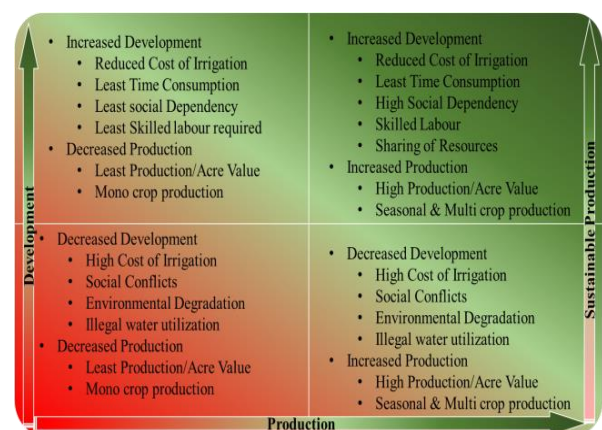 • Increased Development
• Reduced Cost of Irrigation
• Least Time Consumption
• Least social Dependency
• Least Skilled labour required
• Decreased Production
• Least Production/Acre Value
• Mono crop production
• Increased Development
• Reduced Cost of Irrigation
• Least Time Consumption
• High Social Dependency
• Skilled Labour
• Sharing of Resources
• Increased Production
• High Production/Acre Value
• Seasonal & Multi crop production
• Decreased Development
• High Cost of Irrigation
• Social Conflicts
• Environmental Degradation
• Illegal water utilization
• Decreased Production
• Least Production/Acre Value
• Mono crop production
• Decreased Development
• High Cost of Irrigation
• Social Conflicts
• Environmental Degradation
• Illegal water utilization
• Increased Production
• High Production/Acre Value
• Seasonal & Multi crop production
Development
Sustainable Production
Production